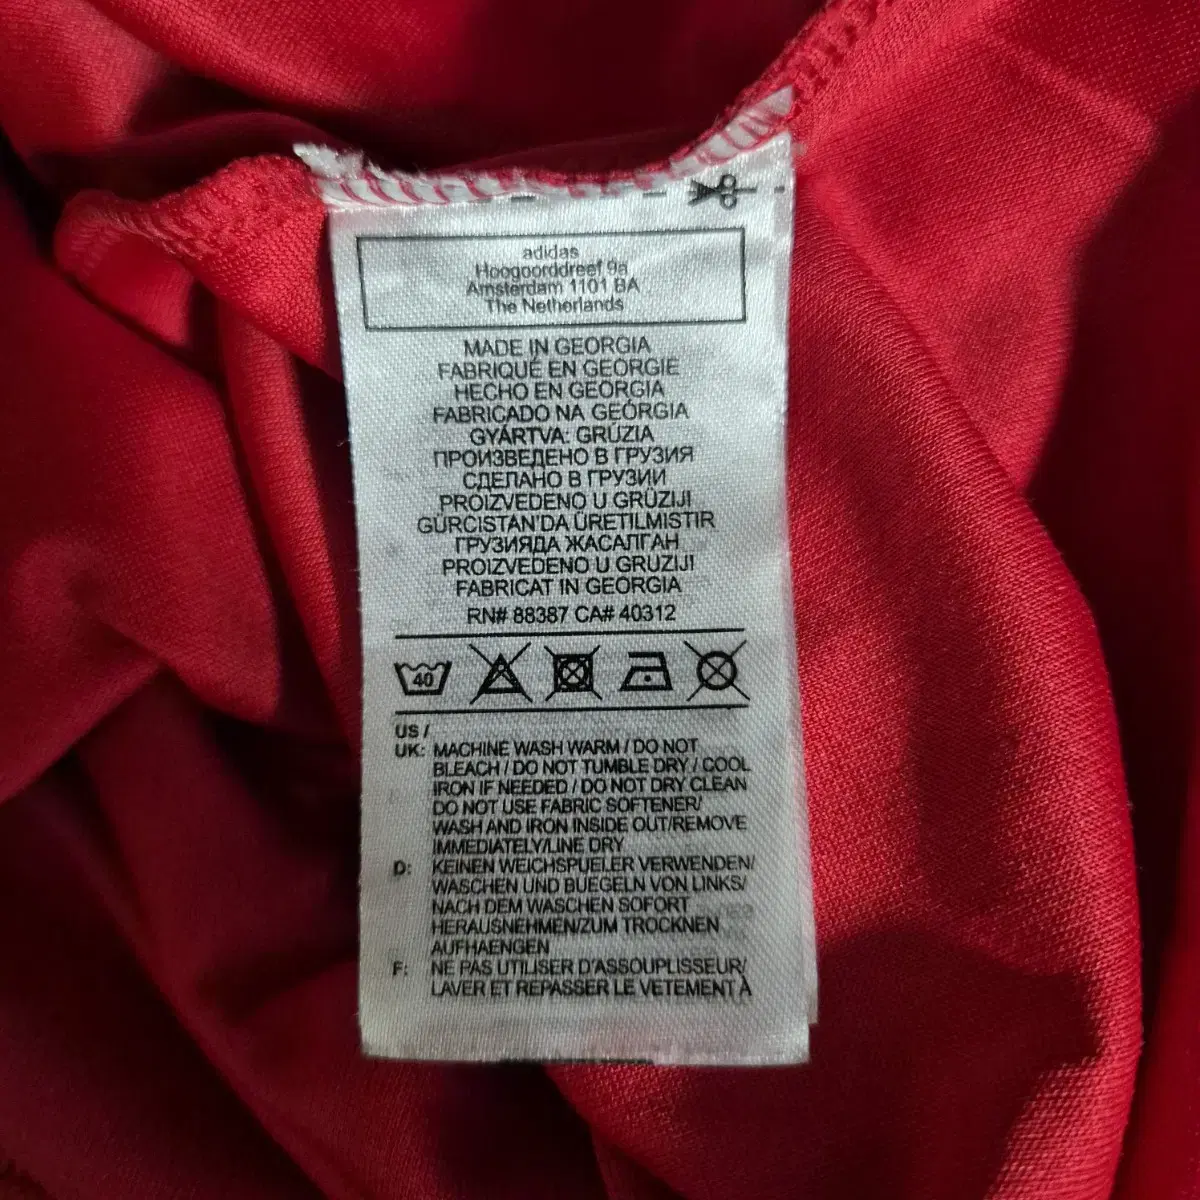 adidas
Hoogoorddreef 9a
Amsterdam 1101 BA
The Netherlands
MADE IN GEORGIA
FABRIQUÉ EN GEORGIE
HECHO EN GEORGIA
FABRICADO NA GEÓRGIA
GYÁRTVA: GRÚZIA
ПРОИЗВЕДЕНО В ГРУЗИЯ
СДЕЛАНО В ГРУЗИИ
PROIZVEDENO U GRŪZIJI
GÜRCISTAN'DA ÜRETILMISTIR
ГРУЗИЯДА ЖАСАЛҒАН
PROIZVEDENO U GRUZIJI
FABRICAT IN GEORGIA
RN# 88387 CA# 40312
40
US /
UK: MACHINE WASH WARM / DO NOT
BLEACH / DO NOT TUMBLE DRY / COOL
IRON IF NEEDED / DO NOT DRY CLEAN
DO NOT USE FABRIC SOFTENER/
WASH AND IRON INSIDE OUT/REMOVE
IMMEDIATELY/LINE DRY
D: KEINEN WEICHSPUELER VERWENDEN/
WASCHEN UND BUEGELN VON LINKS/
NACH DEM WASCHEN SOFORT
HERAUSNEHMEN/ZUM TROCKNEN
AUFHAENGEN
F: NE PAS UTILISER D'ASSOUPLISSEUR/
LAVER ET REPASSER LE VETEMENT À